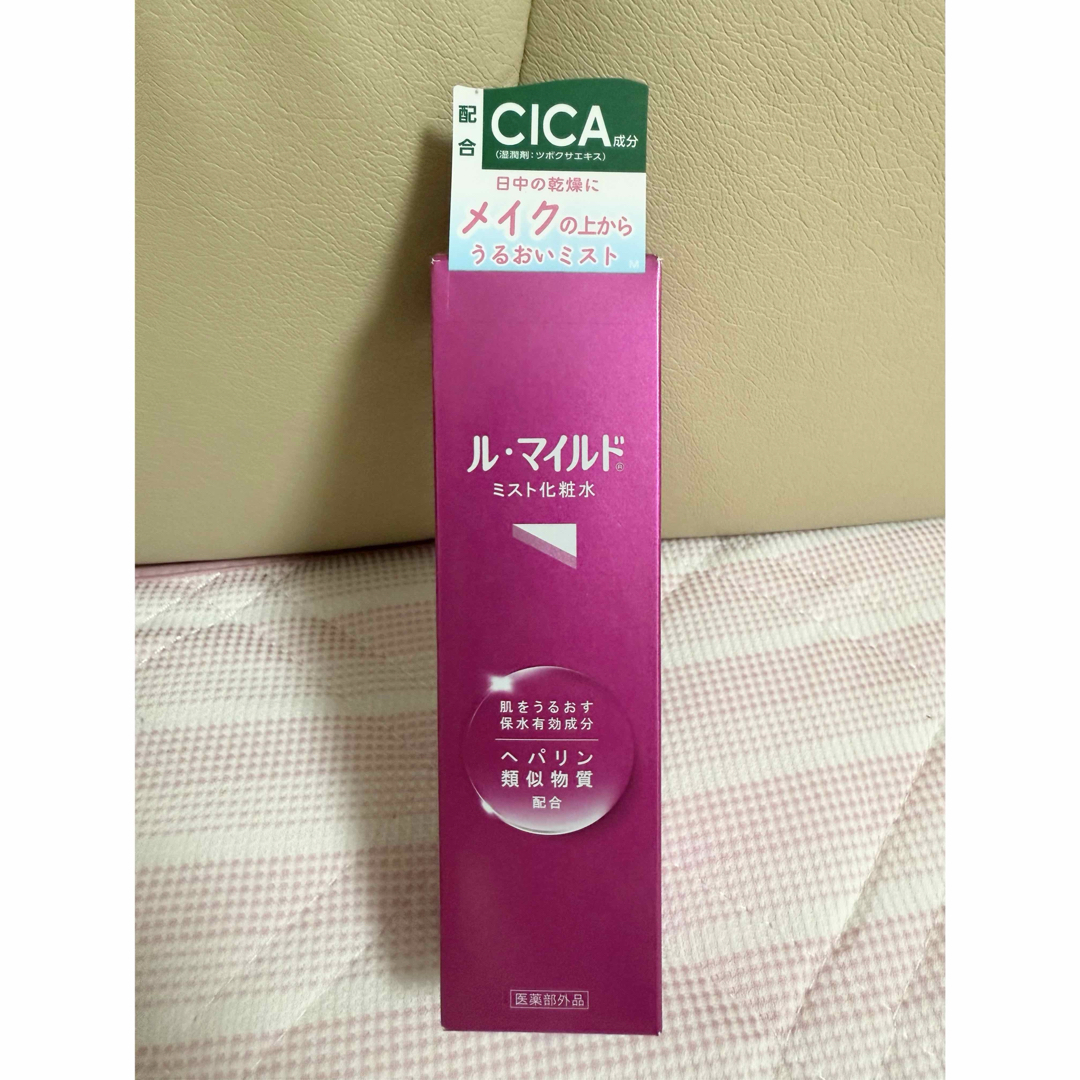 配合
CICA成分
(湿潤剤:ツボクサエキス)
日中の乾燥に
メイクの上から
うるおいミスト
M
ル・マイルド®
ミスト化粧水
肌をうるおす
保水有効成分
ヘパリン
類似物質
配合
医薬部外品